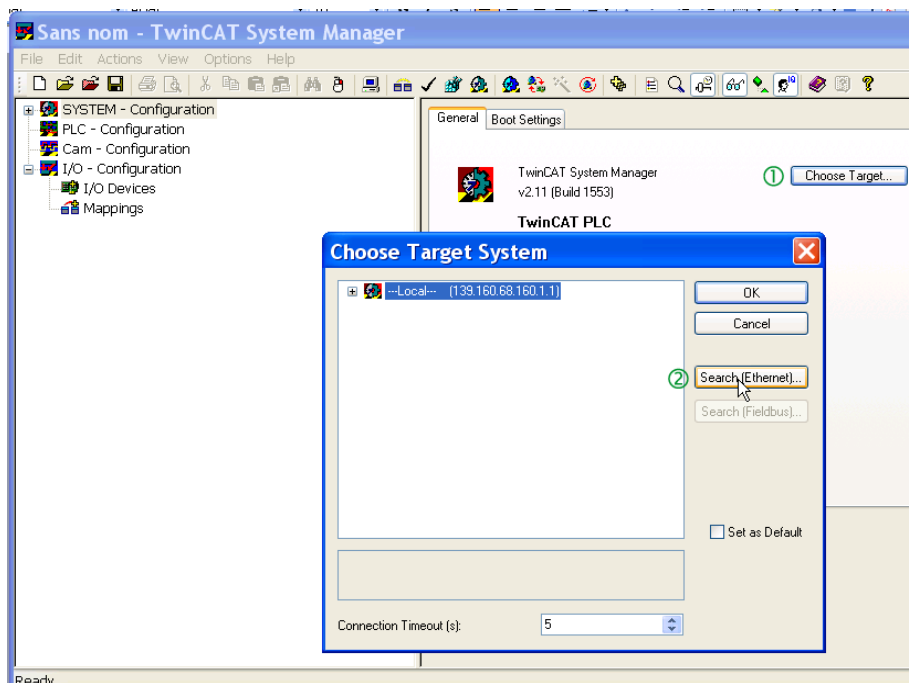 Sans nom - TwinCAT System Manager
File Edit Actions View Options Help
SYSTEM - Configuration
PLC - Configuration
Cam - Configuration
I/O - Configuration
I/O Devices
Mappings
General Boot Settings
TwinCAT System Manager
v2.11 (Build 1553)
TwinCAT PLC
① Choose Target...
Choose Target System
---Local--- (139.160.68.160.1.1)
OK
Cancel
② Search (Ethernet)...
Search (Fieldbus)...
Set as Default
Connection Timeout (s): 5
Ready